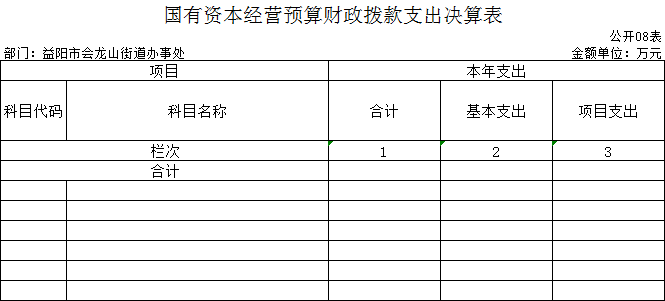 国有资本经营预算财政拨款支出决算表
公开08表
部门：益阳市会龙山街道办事处 金额单位：万元
项目 本年支出
科目代码 科目名称 合计 基本支出 项目支出
栏次 1 2 3
合计